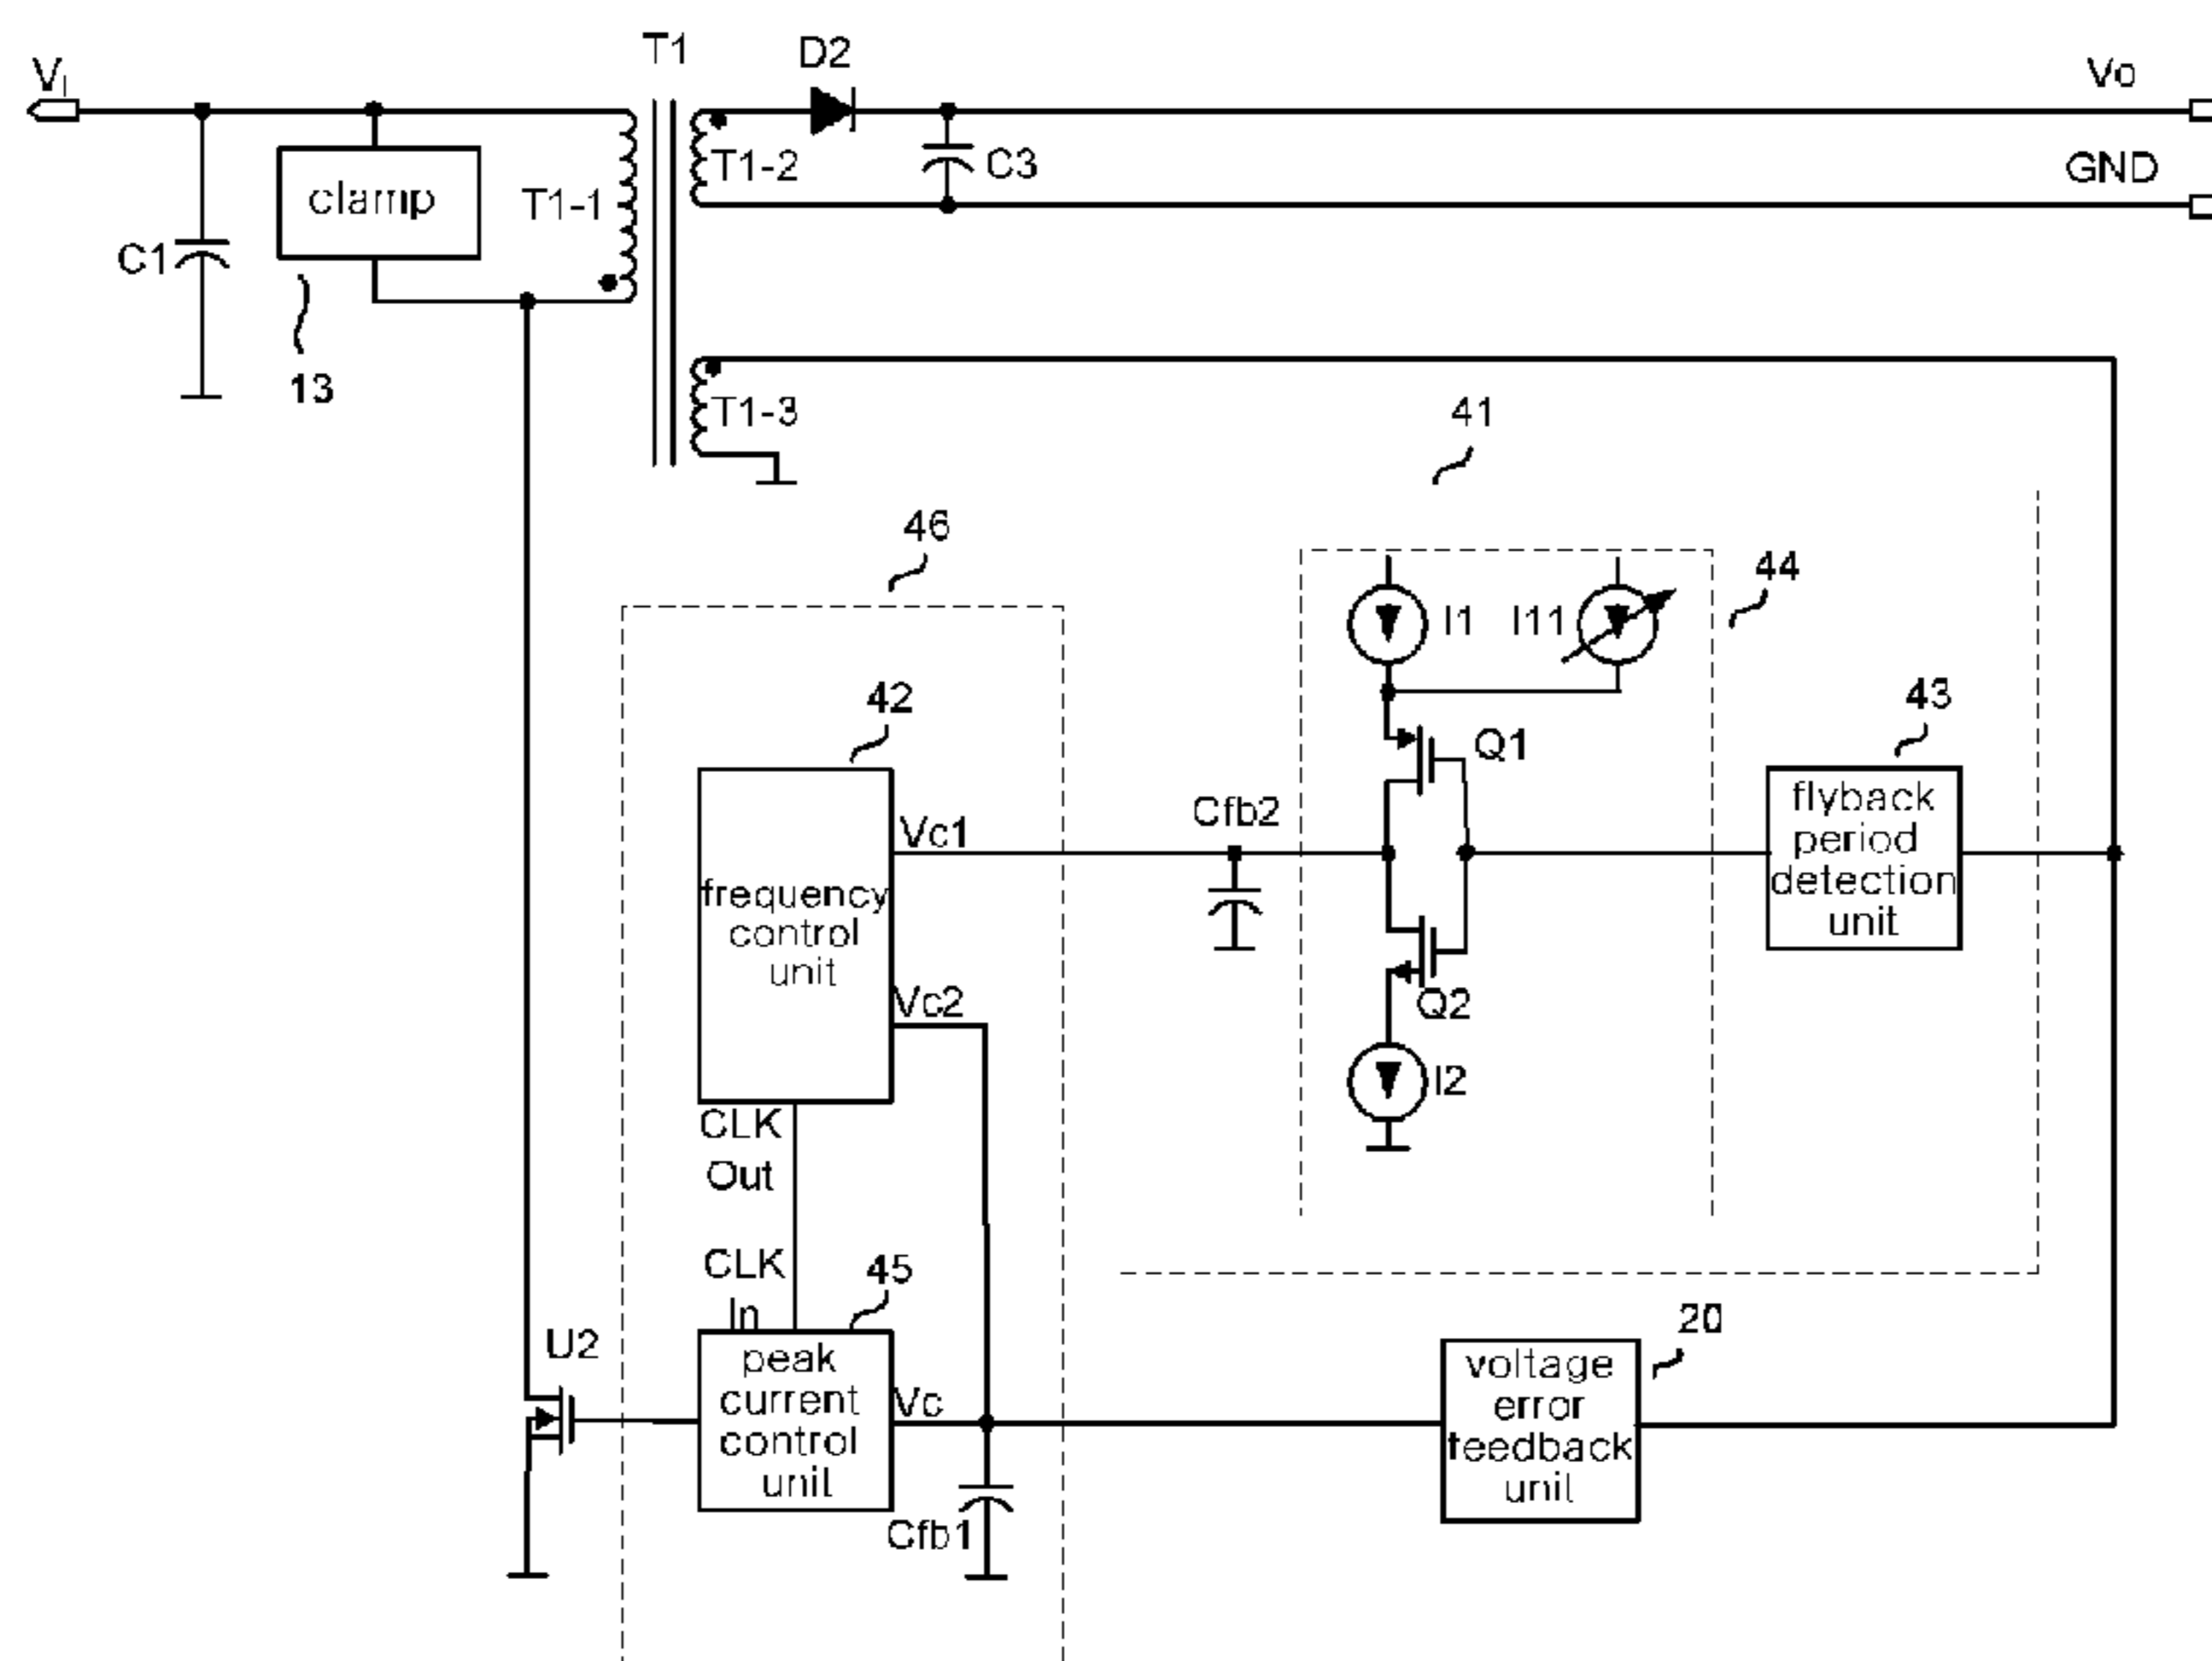 T1
D2
VI
Vo
T1-2
C3
GND
clamp
T1-1
C1
13
T1-3
41
46
44
I1
I11
42
43
Q1
flyback
period
detection
unit
Cfb2
Vc1
frequency
control
unit
Vc2
Q2
I2
CLK
Out
CLK
In
45
20
U2
peak
current
control
unit
Vc
voltage
error
feedback
unit
Cfb1